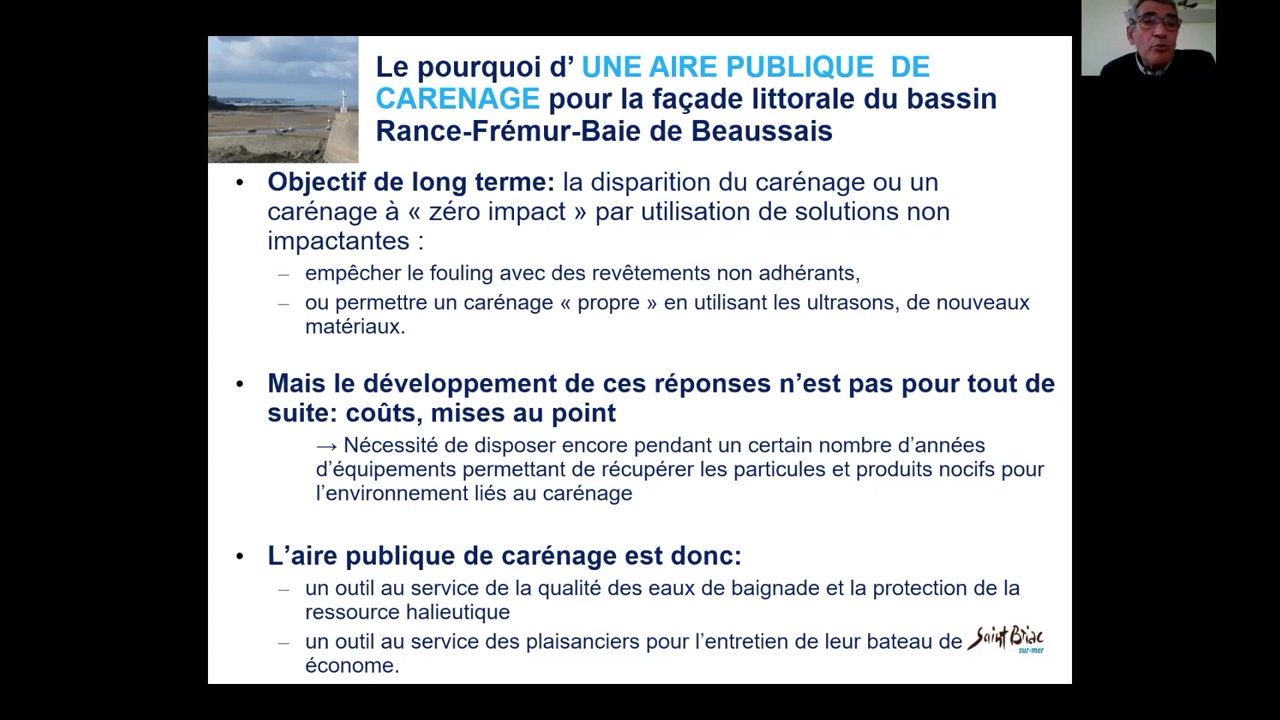 Le pourquoi d’ UNE AIRE PUBLIQUE DE
CARENAGE pour la façade littorale du bassin
Rance-Frémur-Baie de Beaussais
• Objectif de long terme: la disparition du carénage ou un
carénage à « zéro impact » par utilisation de solutions non
impactantes :
– empêcher le fouling avec des revêtements non adhérants,
– ou permettre un carénage « propre » en utilisant les ultrasons, de nouveaux
matériaux.
• Mais le développement de ces réponses n’est pas pour tout de
suite: coûts, mises au point
→ Nécessité de disposer encore pendant un certain nombre d’années
d’équipements permettant de récupérer les particules et produits nocifs pour
l’environnement liés au carénage
• L’aire publique de carénage est donc:
– un outil au service de la qualité des eaux de baignade et la protection de la
ressource halieutique
– un outil au service des plaisanciers pour l’entretien de leur bateau de
économe.
Saint Briac
sur-mer